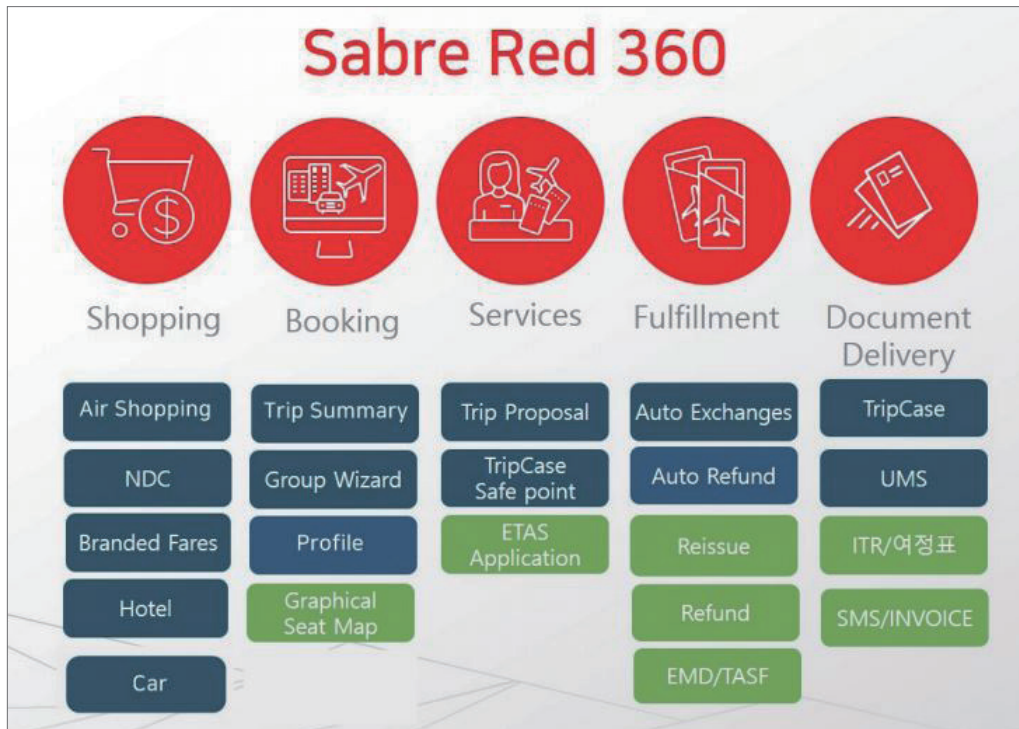 Sabre Red 360
Shopping
Booking
Services
Fulfillment
Document
Delivery
Air Shopping
NDC
Branded Fares
Hotel
Car
Trip Summary
Group Wizard
Profile
Graphical
Seat Map
Trip Proposal
TripCase
Safe point
ETAS
Application
Auto Exchanges
Auto Refund
Reissue
Refund
EMD/TASF
TripCase
UMS
ITR/여정표
SMS/INVOICE